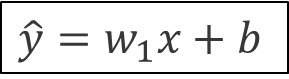 ŷ = w₁x + b